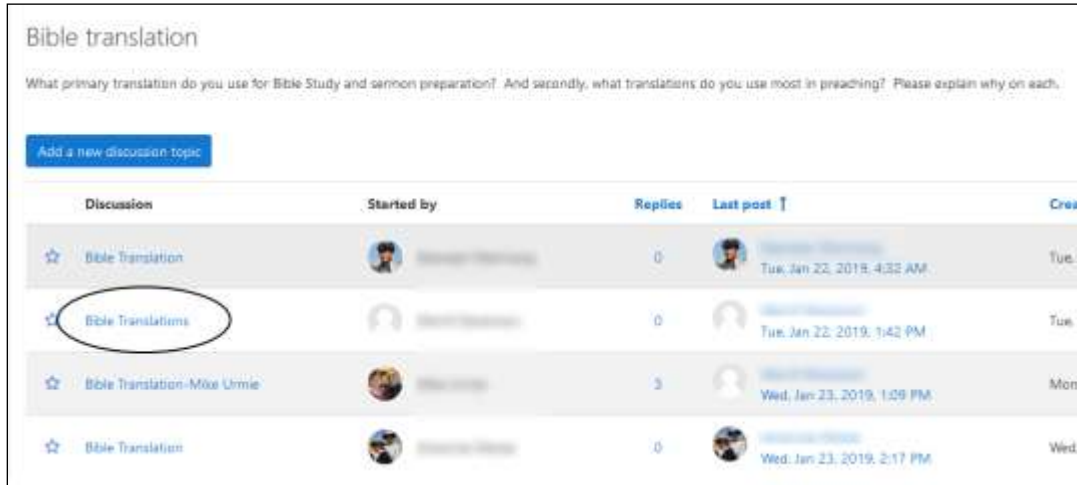 Bible translation
What primary translation do you use for Bible Study and sermon preparation? And secondly, what translations do you use most in preaching? Please explain why on each.
Add a new discussion topic
Discussion Started by Replies Last post ↑ Crea
Bible Translation 0
Tue, Jan 22, 2019, 4:32 AM Tue,
Bible Translations 0
Tue, Jan 22, 2019, 1:42 PM Tue,
Bible Translation-Mike Urmie 3
Wed, Jan 23, 2019, 1:09 PM Mon
Bible Translation 0
Wed, Jan 23, 2019, 2:17 PM Wed,